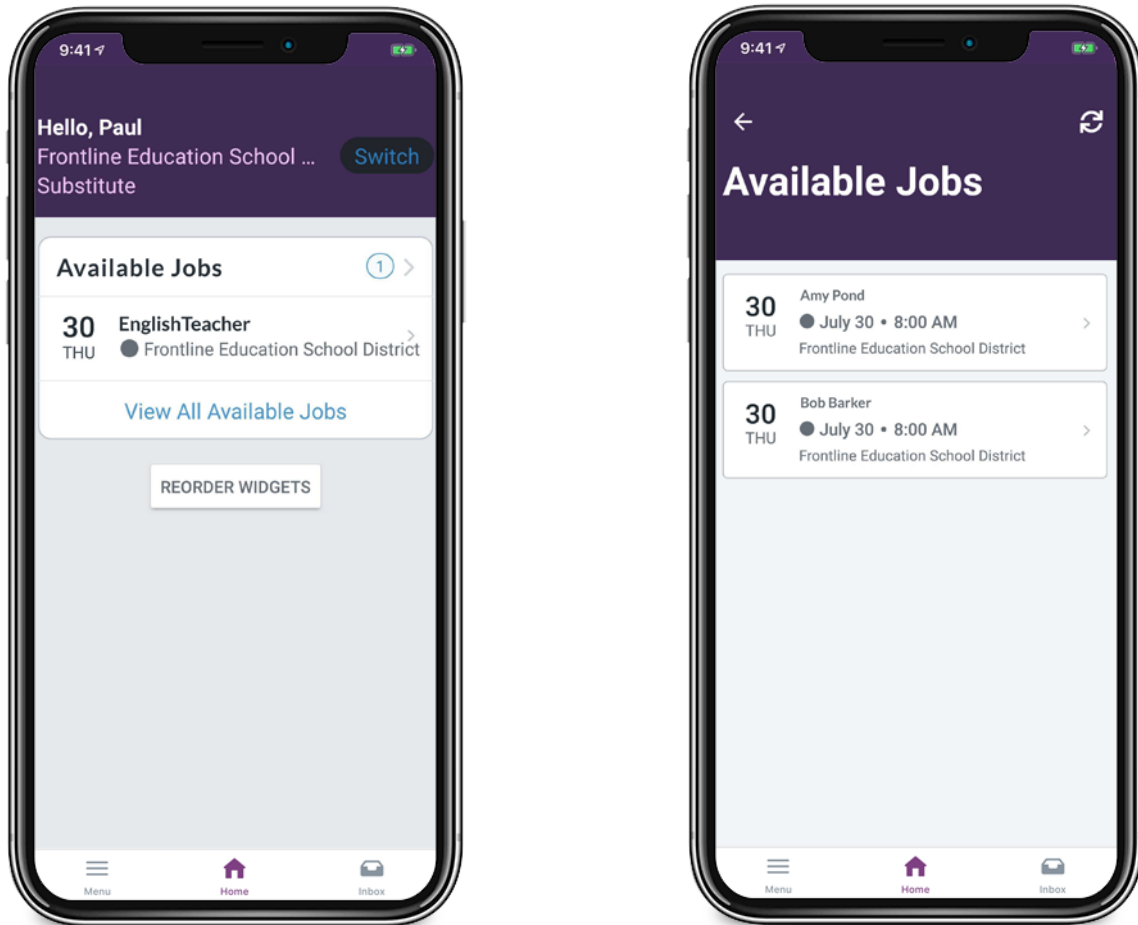 9:41
Hello, Paul
Frontline Education School ...
Switch
Substitute
Available Jobs
1
30
THU
EnglishTeacher
Frontline Education School District
View All Available Jobs
REORDER WIDGETS
Menu
Home
Inbox
9:41
Available Jobs
30
THU
Amy Pond
July 30 • 8:00 AM
Frontline Education School District
30
THU
Bob Barker
July 30 • 8:00 AM
Frontline Education School District
Menu
Home
Inbox